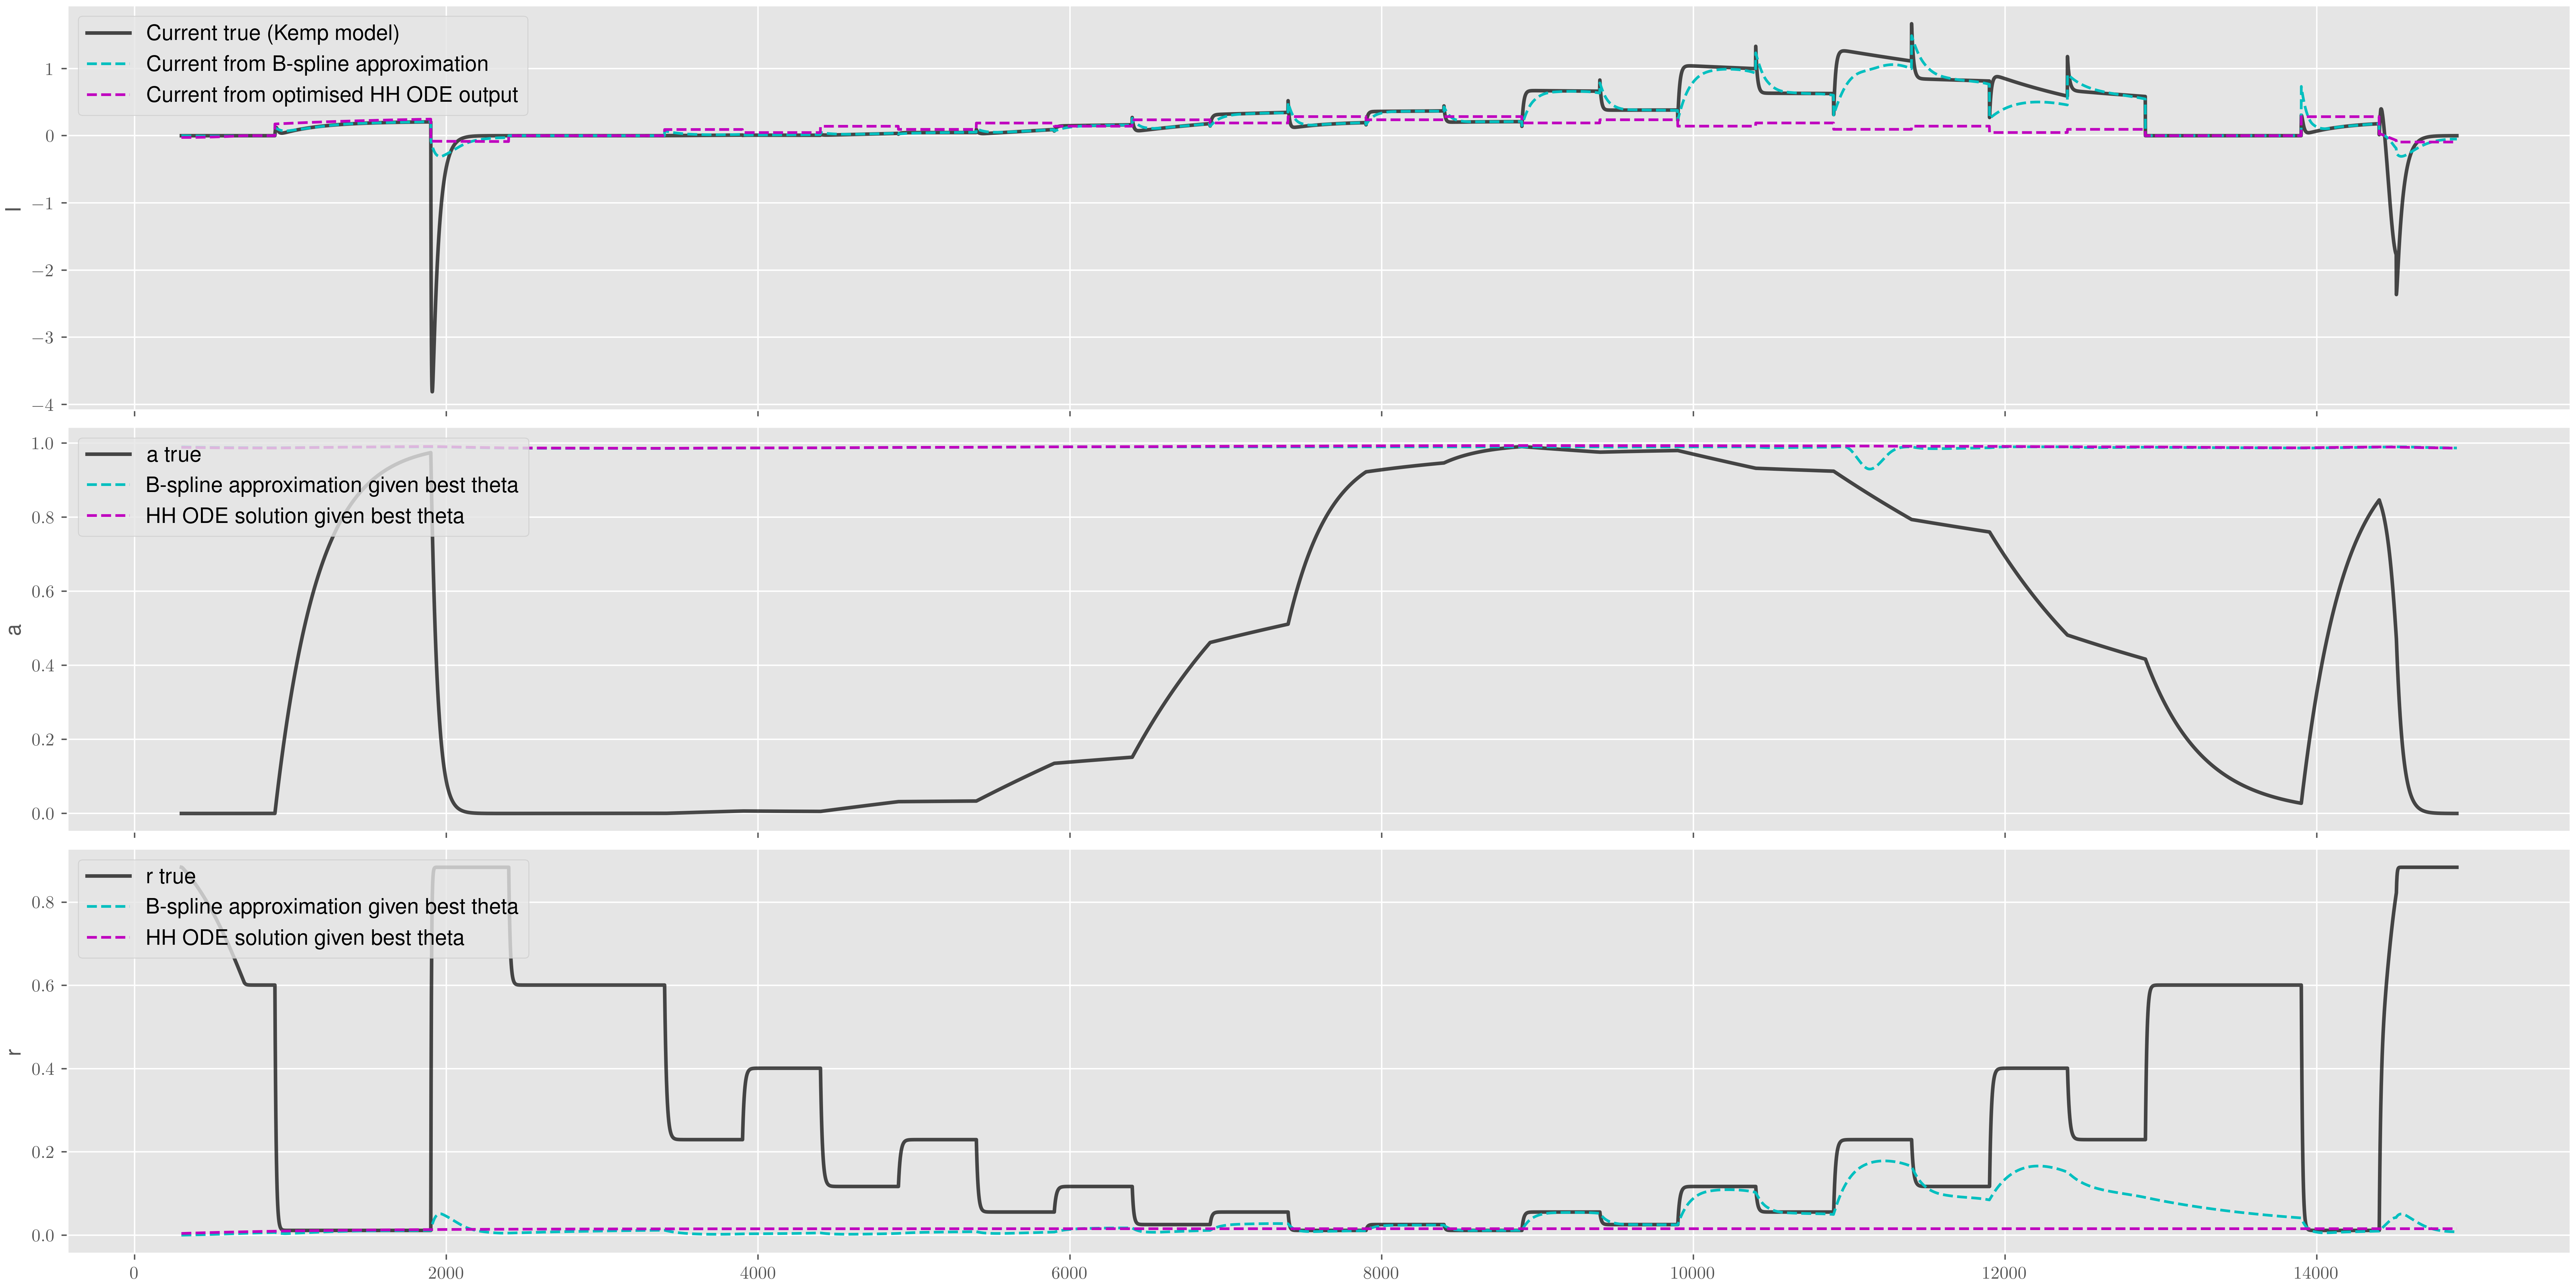 Current true (Kemp model)
Current from B-spline approximation
Current from optimised HH ODE output
1
0
−1
−2
−3
−4
I
a true
B-spline approximation given best theta
HH ODE solution given best theta
1.0
0.8
0.6
0.4
0.2
0.0
a
r true
B-spline approximation given best theta
HH ODE solution given best theta
0.8
0.6
0.4
0.2
0.0
r
0 2000 4000 6000 8000 10000 12000 14000